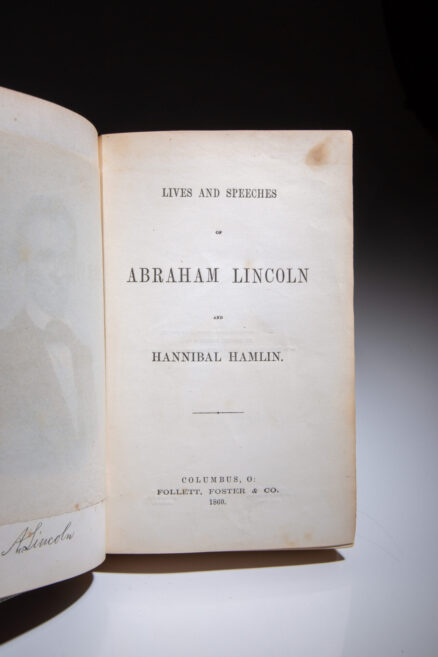 LIVES AND SPEECHES
OF
ABRAHAM LINCOLN
AND
HANNIBAL HAMLIN.
COLUMBUS, O:
FOLLETT, FOSTER & CO.
1860.
A. Lincoln